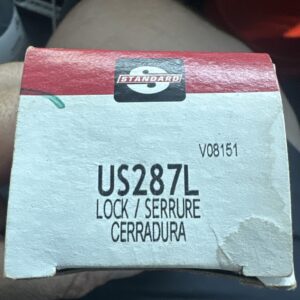 STANDARD
V08151
US287L
LOCK / SERRURE
CERRADURA